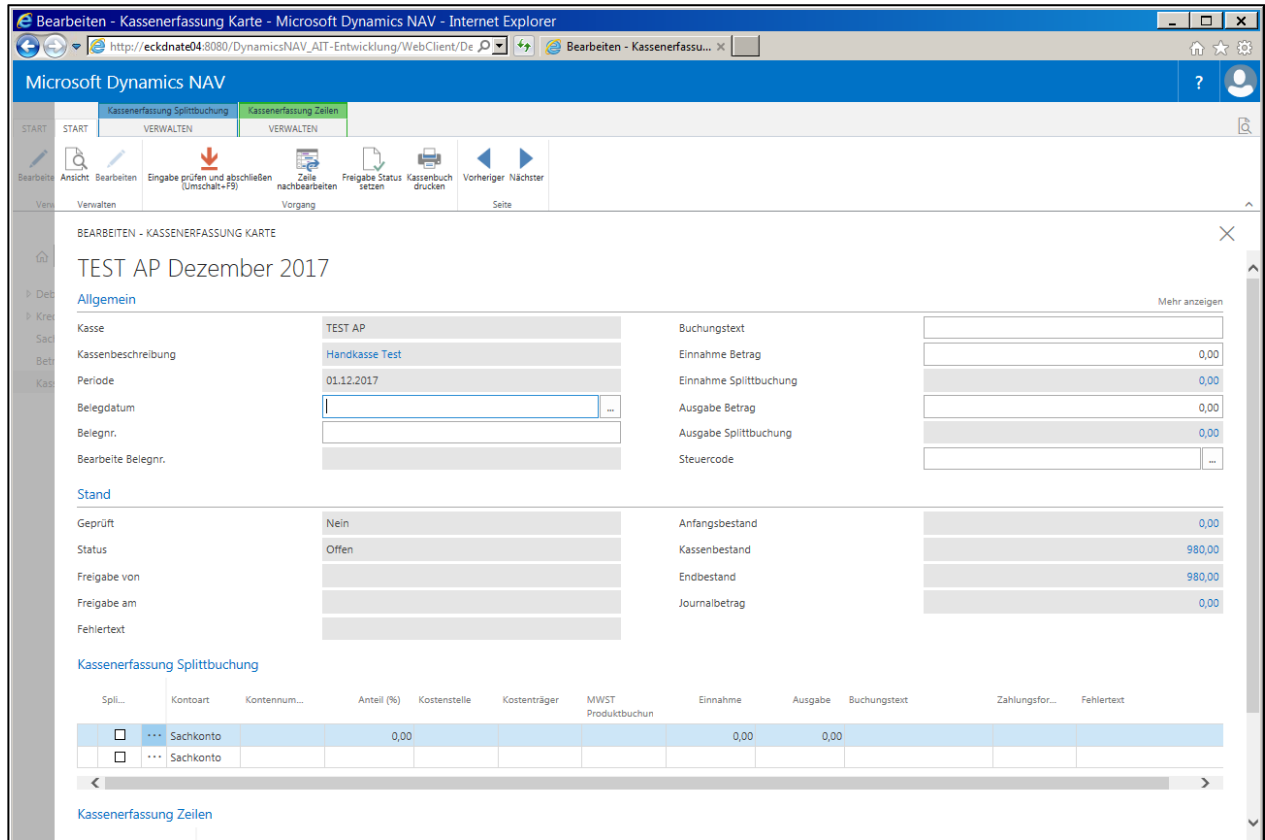 Bearbeiten - Kassenerfassung Karte - Microsoft Dynamics NAV - Internet Explorer
http://eckdnate04:8080/DynamicsNAV_AIT-Entwicklung/WebClient/De
Bearbeiten - Kassenerfassu...
Microsoft Dynamics NAV
?
Kassenerfassung Splittbuchung
Kassenerfassung Zeilen
START
START
VERWALTEN
VERWALTEN
Bearbeite
Ansicht
Bearbeiten
Eingabe prüfen und abschließen
(Umschalt+F9)
Zeile
nachbearbeiten
Freigabe Status
setzen
Kassenbuch
drucken
Vorheriger
Nächster
Verw
Verwalten
Vorgang
Seite
BEARBEITEN - KASSENERFASSUNG KARTE
TEST AP Dezember 2017
Deb
Kred
Sach
Betr
Kass
Allgemein
Mehr anzeigen
Kasse TEST AP
Buchungstext
Kassenbeschreibung Handkasse Test
Einnahme Betrag 0,00
Periode 01.12.2017
Einnahme Splittbuchung 0,00
Belegdatum ...
Ausgabe Betrag 0,00
Belegnr.
Ausgabe Splittbuchung 0,00
Bearbeite Belegnr.
Steuercode ...
Stand
Geprüft Nein
Anfangsbestand 0,00
Status Offen
Kassenbestand 980,00
Freigabe von
Endbestand 980,00
Freigabe am
Journalbetrag 0,00
Fehlertext
Kassenerfassung Splittbuchung
Spli... Kontoart Kontennum... Anteil (%) Kostenstelle Kostenträger MWST Einnahme Ausgabe Buchungstext Zahlungsfor... Fehlertext
Produktbuchun
... Sachkonto 0,00 0,00 0,00
... Sachkonto
Kassenerfassung Zeilen